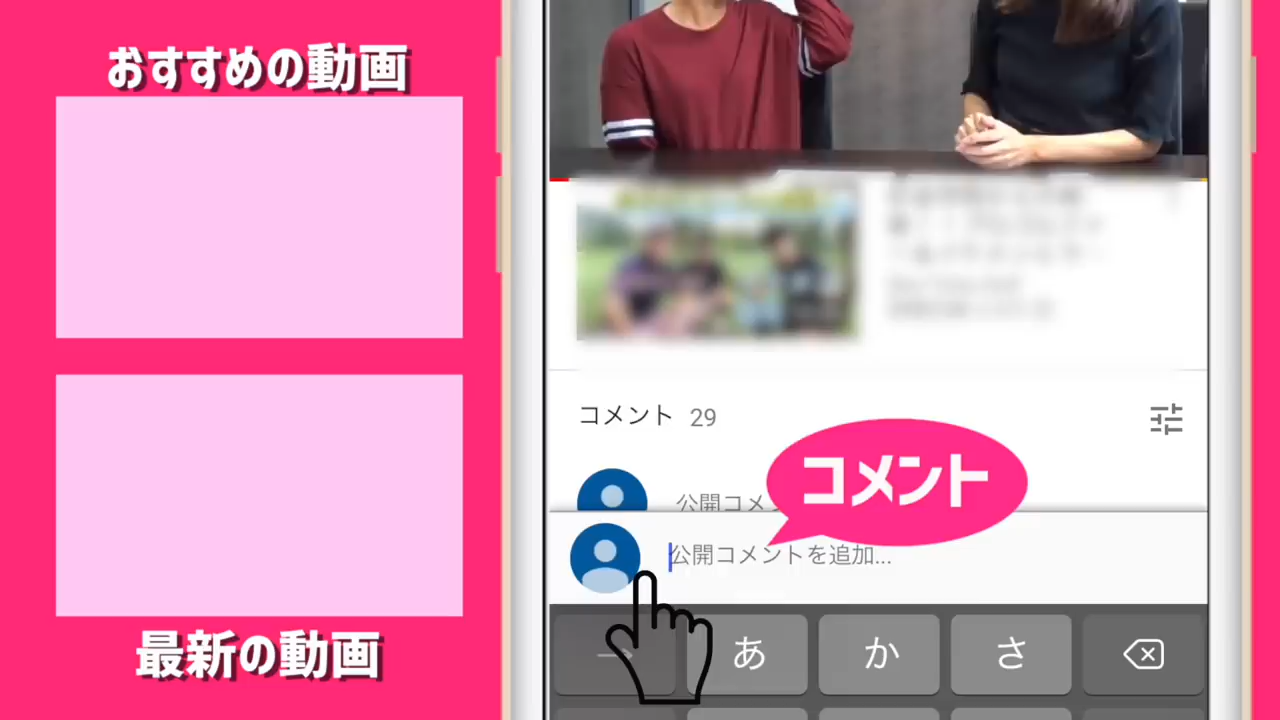 おすすめの動画
最新の動画
コメント 29
コメント
公開コメ
公開コメントを追加...
あ
か
さ